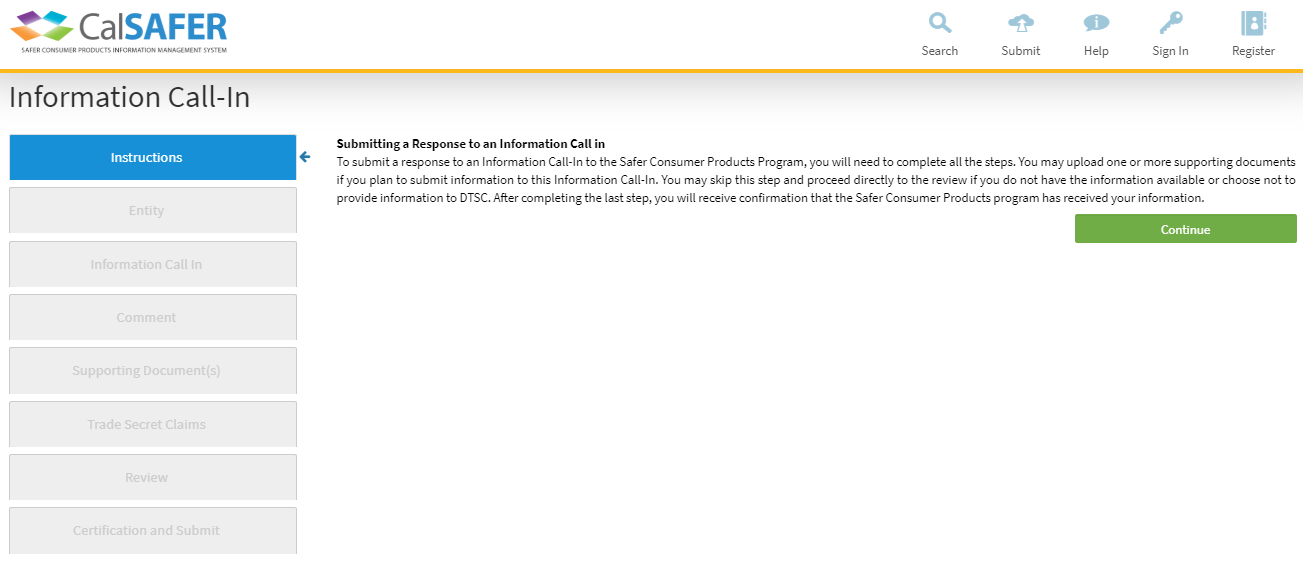 CalSAFER
SAFER CONSUMER PRODUCTS INFORMATION MANAGEMENT SYSTEM
Search
Submit
Help
Sign In
Register
Information Call-In
Instructions
Entity
Information Call In
Comment
Supporting Document(s)
Trade Secret Claims
Review
Certification and Submit
Submitting a Response to an Information Call in
To submit a response to an Information Call-In to the Safer Consumer Products Program, you will need to complete all the steps. You may upload one or more supporting documents
if you plan to submit information to this Information Call-In. You may skip this step and proceed directly to the review if you do not have the information available or choose not to
provide information to DTSC. After completing the last step, you will receive confirmation that the Safer Consumer Products program has received your information.
Continue